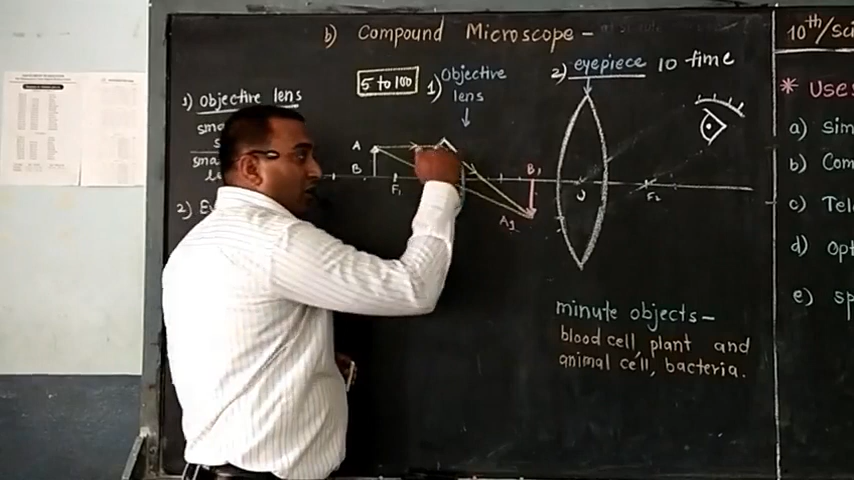 b) Compound Microscope -
10th/Sci
1) objective lens
sma
sma
le
2) E
5 to 100
1) Objective
lens
2) eyepiece 10 time
A
B
F1
B1
A1
F2
minute objects-
blood cell, plant and
animal cell, bacteria.
* Uses
a) Sim
b) Com
c) Tel
d) Opt
e) sp